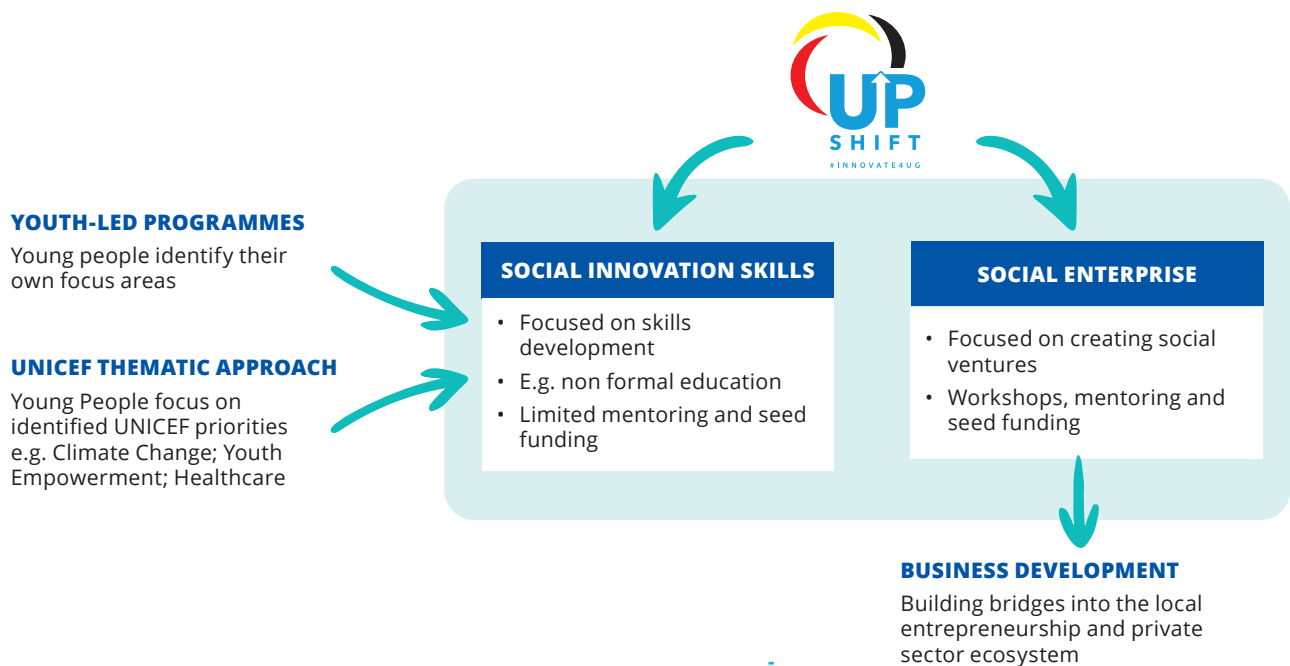 UP
SHIFT
#INNOVATE4UG
YOUTH-LED PROGRAMMES
Young people identify their
own focus areas
UNICEF THEMATIC APPROACH
Young People focus on
identified UNICEF priorities
e.g. Climate Change; Youth
Empowerment; Healthcare
SOCIAL INNOVATION SKILLS
• Focused on skills
development
• E.g. non formal education
• Limited mentoring and seed
funding
SOCIAL ENTERPRISE
• Focused on creating social
ventures
• Workshops, mentoring and
seed funding
BUSINESS DEVELOPMENT
Building bridges into the local
entrepreneurship and private
sector ecosystem